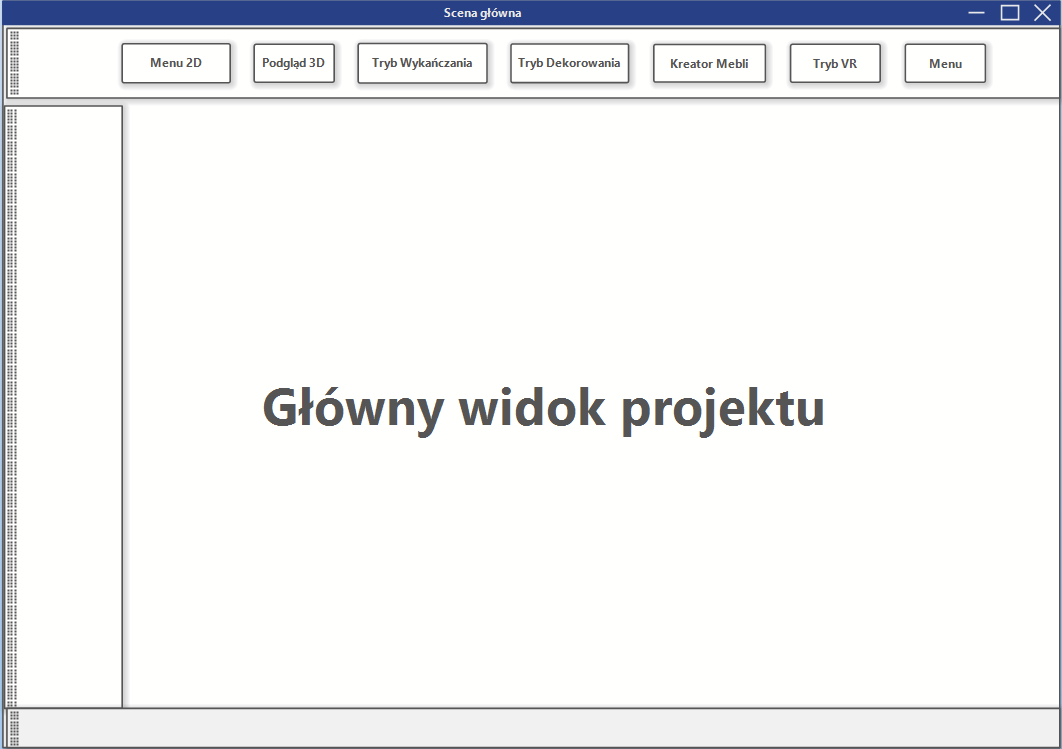 Scena główna
Menu 2D
Podgląd 3D
Tryb Wykańczania
Tryb Dekorowania
Kreator Mebli
Tryb VR
Menu
Główny widok projektu